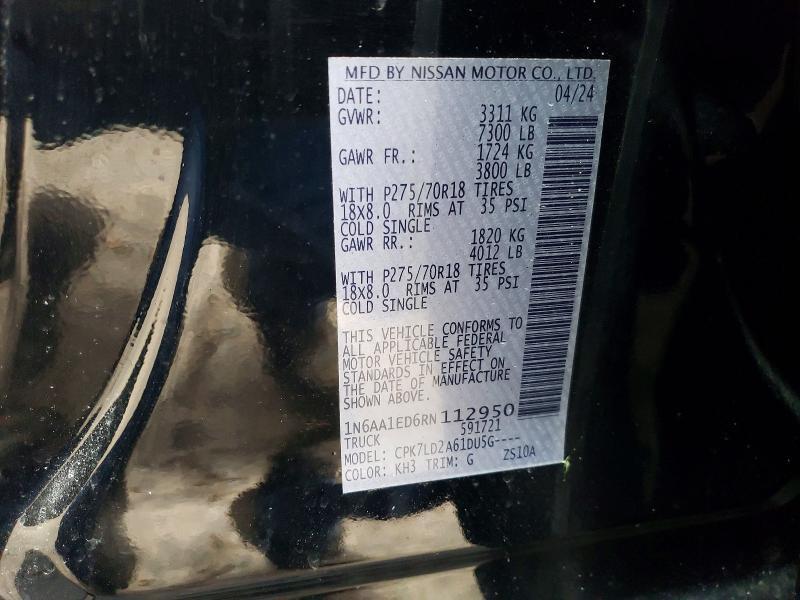 MFD BY NISSAN MOTOR CO., LTD.
DATE: 04/24
GVWR: 3311 KG
7300 LB
GAWR FR.: 1724 KG
3800 LB
WITH P275/70R18 TIRES
18X8.0 RIMS AT 35 PSI
COLD SINGLE
GAWR RR.: 1820 KG
4012 LB
WITH P275/70R18 TIRES
18X8.0 RIMS AT 35 PSI
COLD SINGLE
THIS VEHICLE CONFORMS TO
ALL APPLICABLE FEDERAL
MOTOR VEHICLE SAFETY
STANDARDS IN EFFECT ON
THE DATE OF MANUFACTURE
SHOWN ABOVE.
1N6AA1ED6RN112950
TRUCK 591721
MODEL: CPK7LD2A61DU5G----
COLOR: KH3 TRIM: G ZS10A